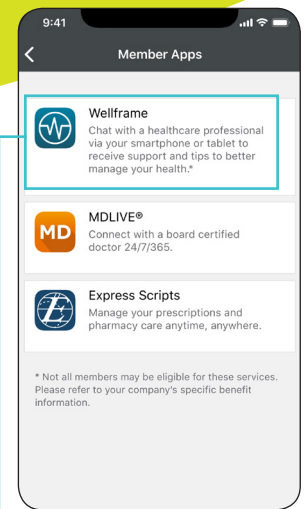 9:41
Member Apps
Wellframe
Chat with a healthcare professional
via your smartphone or tablet to
receive support and tips to better
manage your health.*
MD
MDLIVE®
Connect with a board certified
doctor 24/7/365.
Express Scripts
Manage your prescriptions and
pharmacy care anytime, anywhere.
* Not all members may be eligible for these services.
Please refer to your company's specific benefit
information.